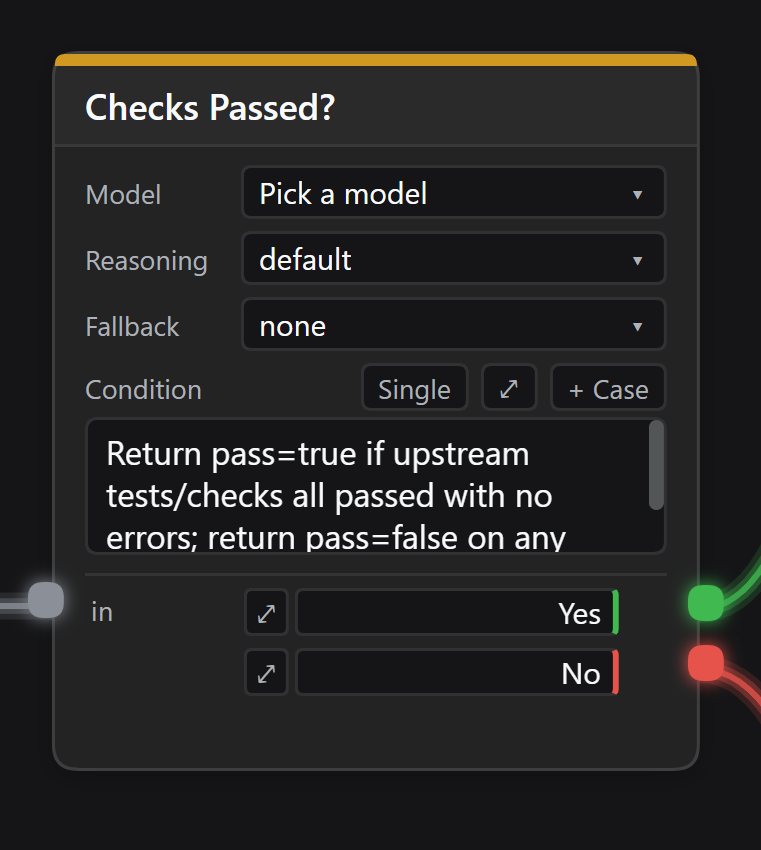 Checks Passed?
Model Pick a model
Reasoning default
Fallback none
Condition Single + Case
Return pass=true if upstream
tests/checks all passed with no
errors; return pass=false on any
in Yes
No